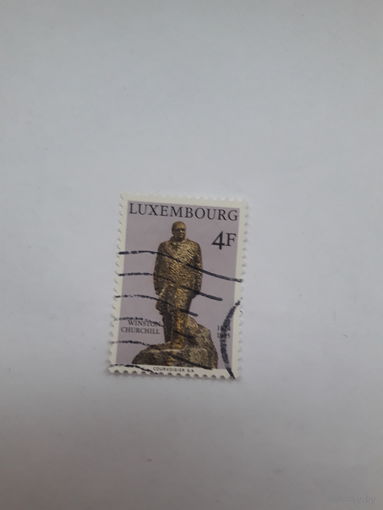 LUXEMBOURG
4F
WINSTON
CHURCHILL
COURVOISIER S.A.